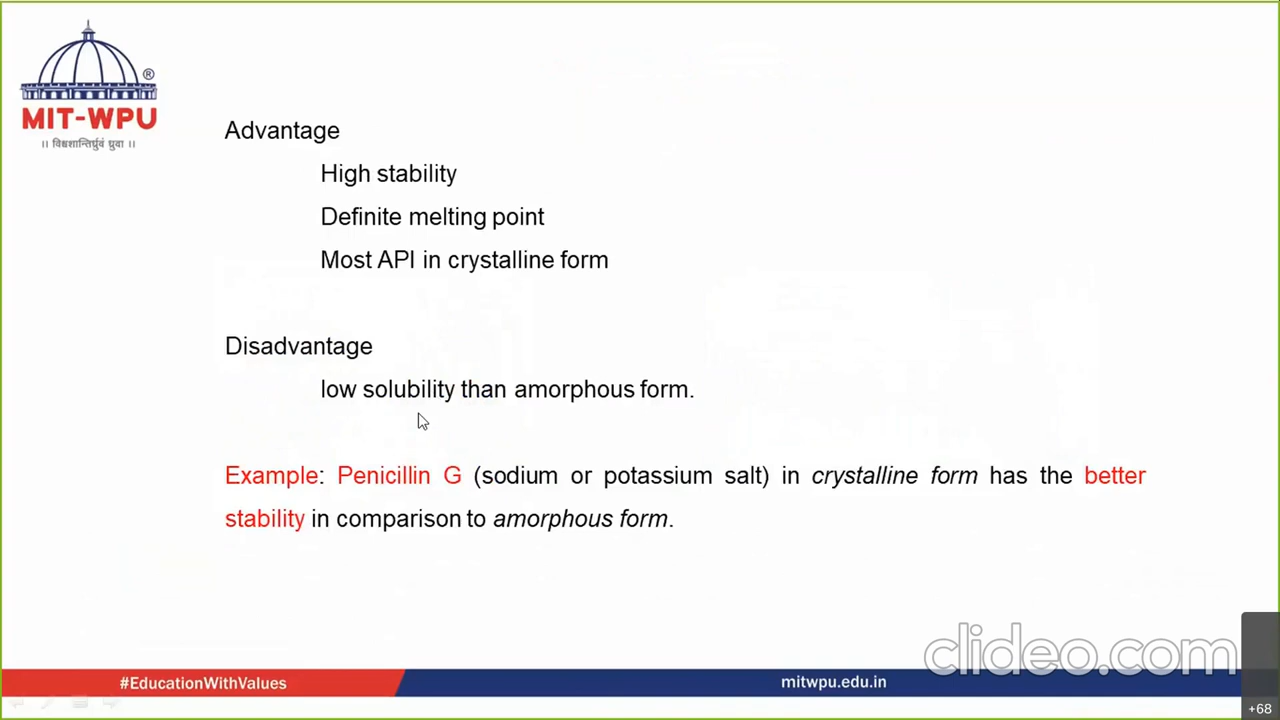 ®
MIT-WPU
।। विश्वशान्तिर्ध्रुवं ध्रुवा ।।
Advantage
High stability
Definite melting point
Most API in crystalline form
Disadvantage
low solubility than amorphous form.
Example: Penicillin G (sodium or potassium salt) in crystalline form has the better
stability in comparison to amorphous form.
clideo.com
#EducationWithValues
mitwpu.edu.in
+68